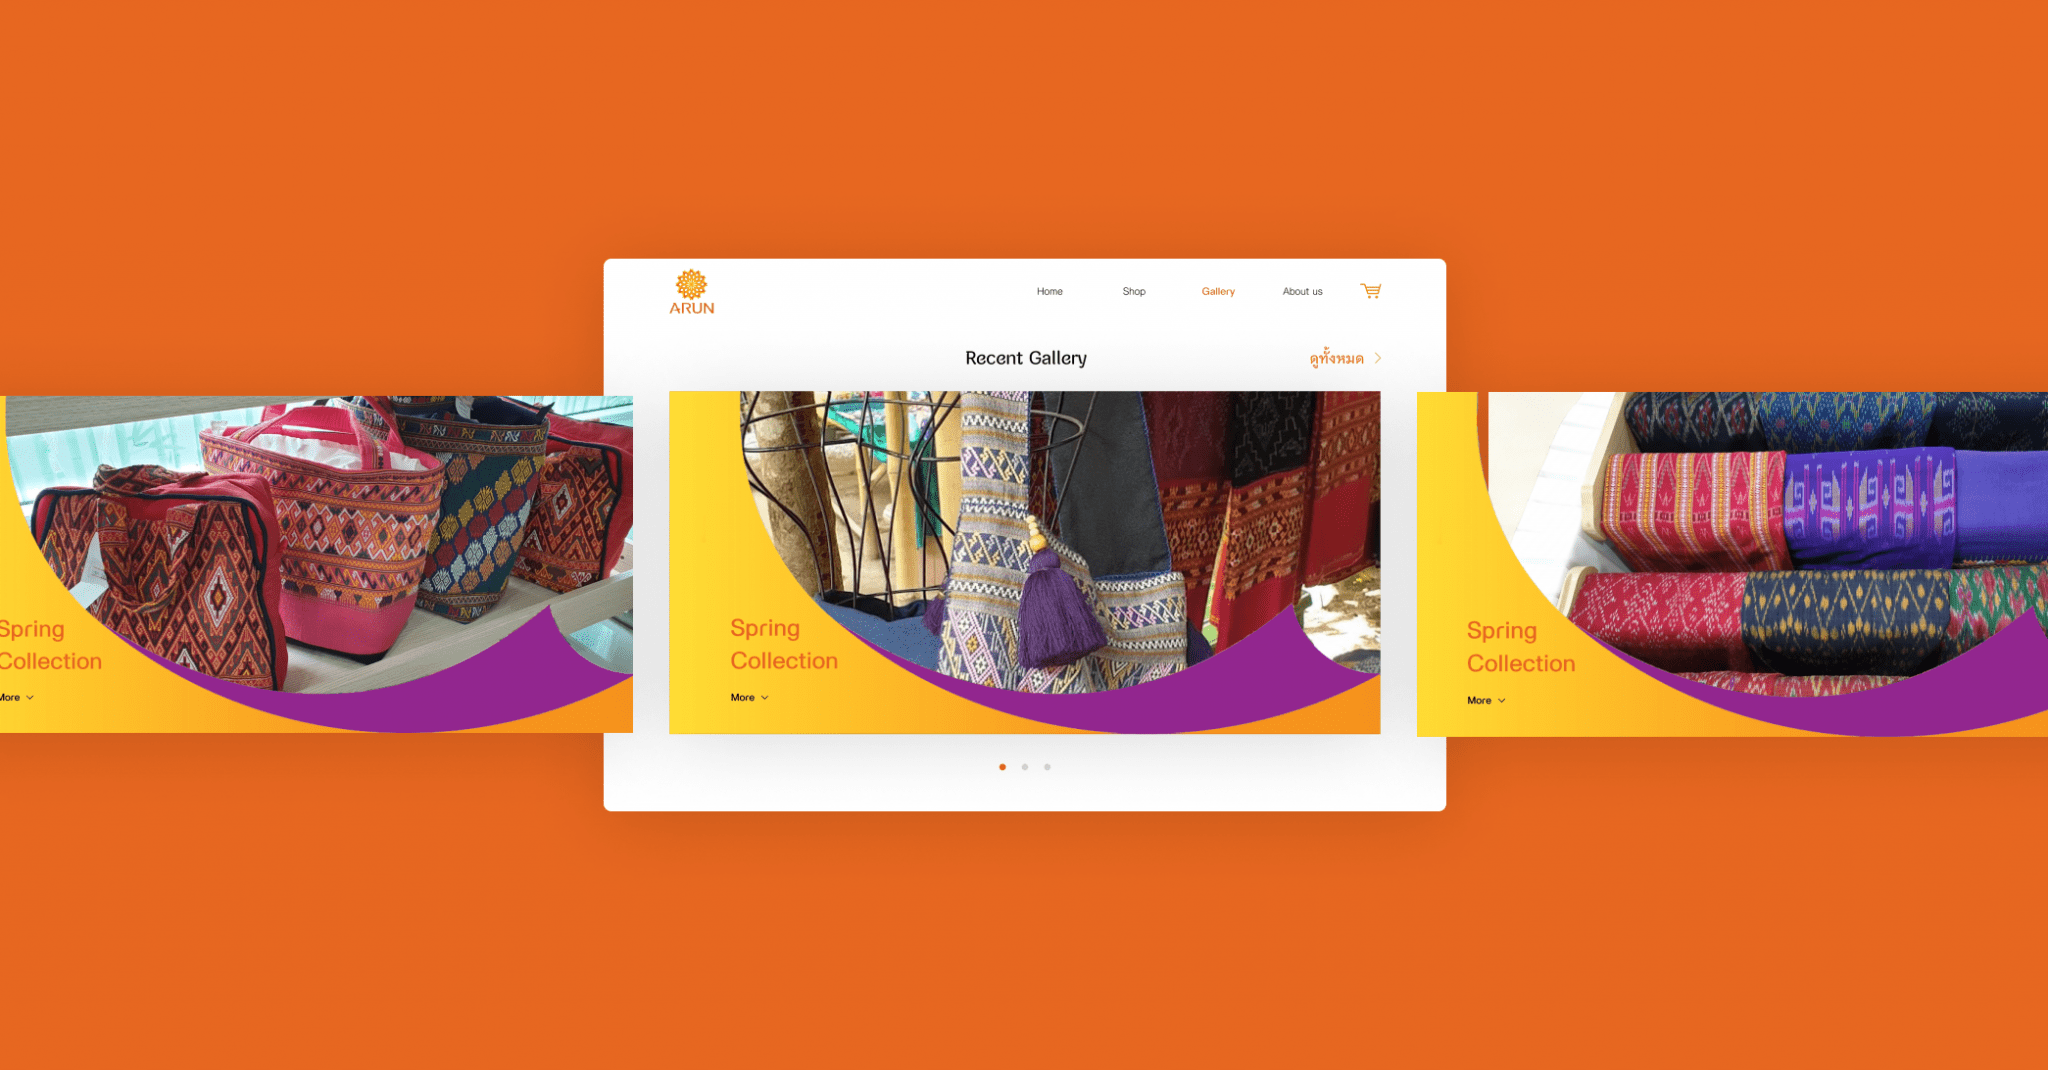 ARUN
Home
Shop
Gallery
About us
Recent Gallery
ดูทั้งหมด
Spring
Collection
More
Spring
Collection
More
Spring
Collection
More